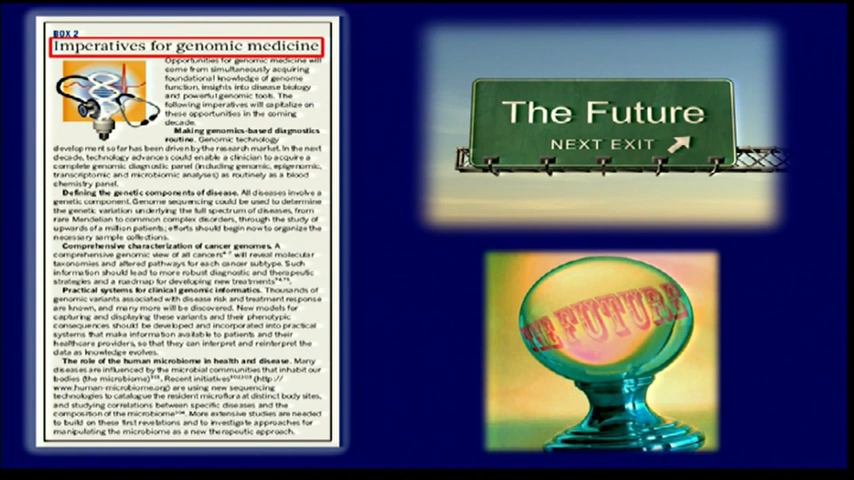 BOX 2
Imperatives for genomic medicine
Opportunities for genomic medicine will
come from simultaneously acquiring
foundational knowledge of genome
function, insights into disease biology
and powerful genomic tools. The
following imperatives will capitalize on
these opportunities in the coming
decade.
Making genomics-based diagnostics
routine. Genomic technology
development so far has been driven by the research market. In the next
decade, technology advances could enable a clinician to acquire a
complete genomic diagnostic panel (including genomic, epigenomic,
transcriptomic and microbiomic analyses) as routinely as a blood
chemistry panel.
Defining the genetic components of disease. All diseases involve a
genetic component. Genome sequencing could be used to determine
the genetic variation underlying the full spectrum of diseases, from
rare Mendelian to common complex disorders, through the study of
upwards of a million patients; efforts should begin now to organize the
necessary sample collections.
Comprehensive characterization of cancer genomes. A
comprehensive genomic view of all cancers will reveal molecular
taxonomies and altered pathways for each cancer subtype. Such
information should lead to more robust diagnostic and therapeutic
strategies and a roadmap for developing new treatments
Practical systems for clinical genomic informatics. Thousands of
genomic variants associated with disease risk and treatment response
are known, and many more will be discovered. New models for
capturing and displaying these variants and their phenotypic
consequences should be developed and incorporated into practical
systems that make information available to patients and their
healthcare providers, so that they can interpret and reinterpret the
data as knowledge evolves.
The role of the human microbiome in health and disease. Many
diseases are influenced by the microbial communities that inhabit our
bodies (the microbiome) Recent initiatives (http://
www.human-microbiome.org) are using new sequencing
technologies to catalogue the resident microflora at distinct body sites,
and studying correlations between specific diseases and the
composition of the microbiome More extensive studies are needed
to build on these first revelations and to investigate approaches for
manipulating the microbiome as a new therapeutic approach.
The Future
NEXT EXIT
THE FUTURE